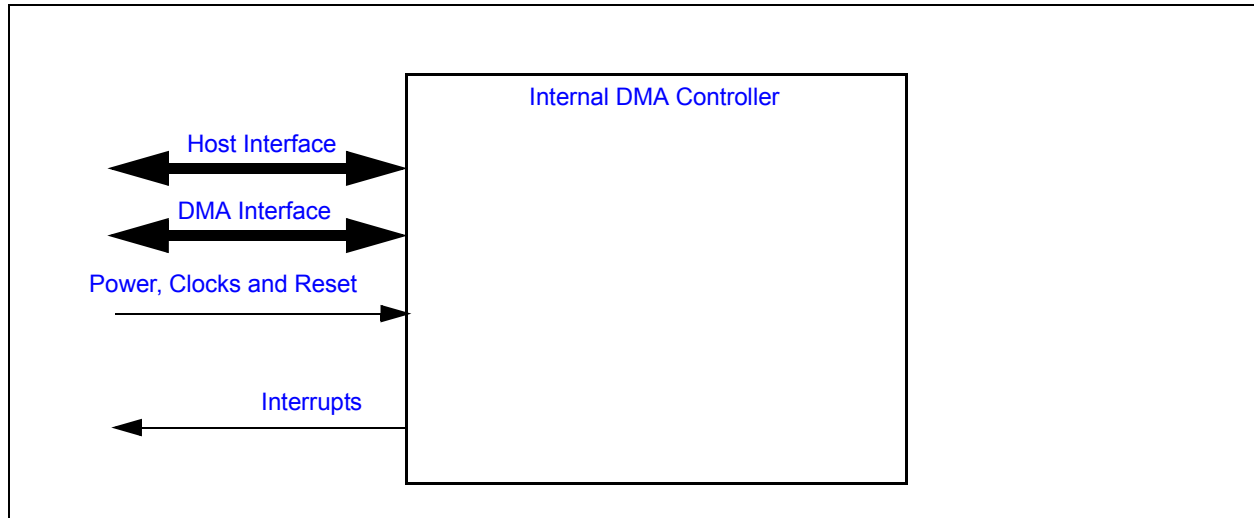 Internal DMA Controller
Host Interface
DMA Interface
Power, Clocks and Reset
Interrupts